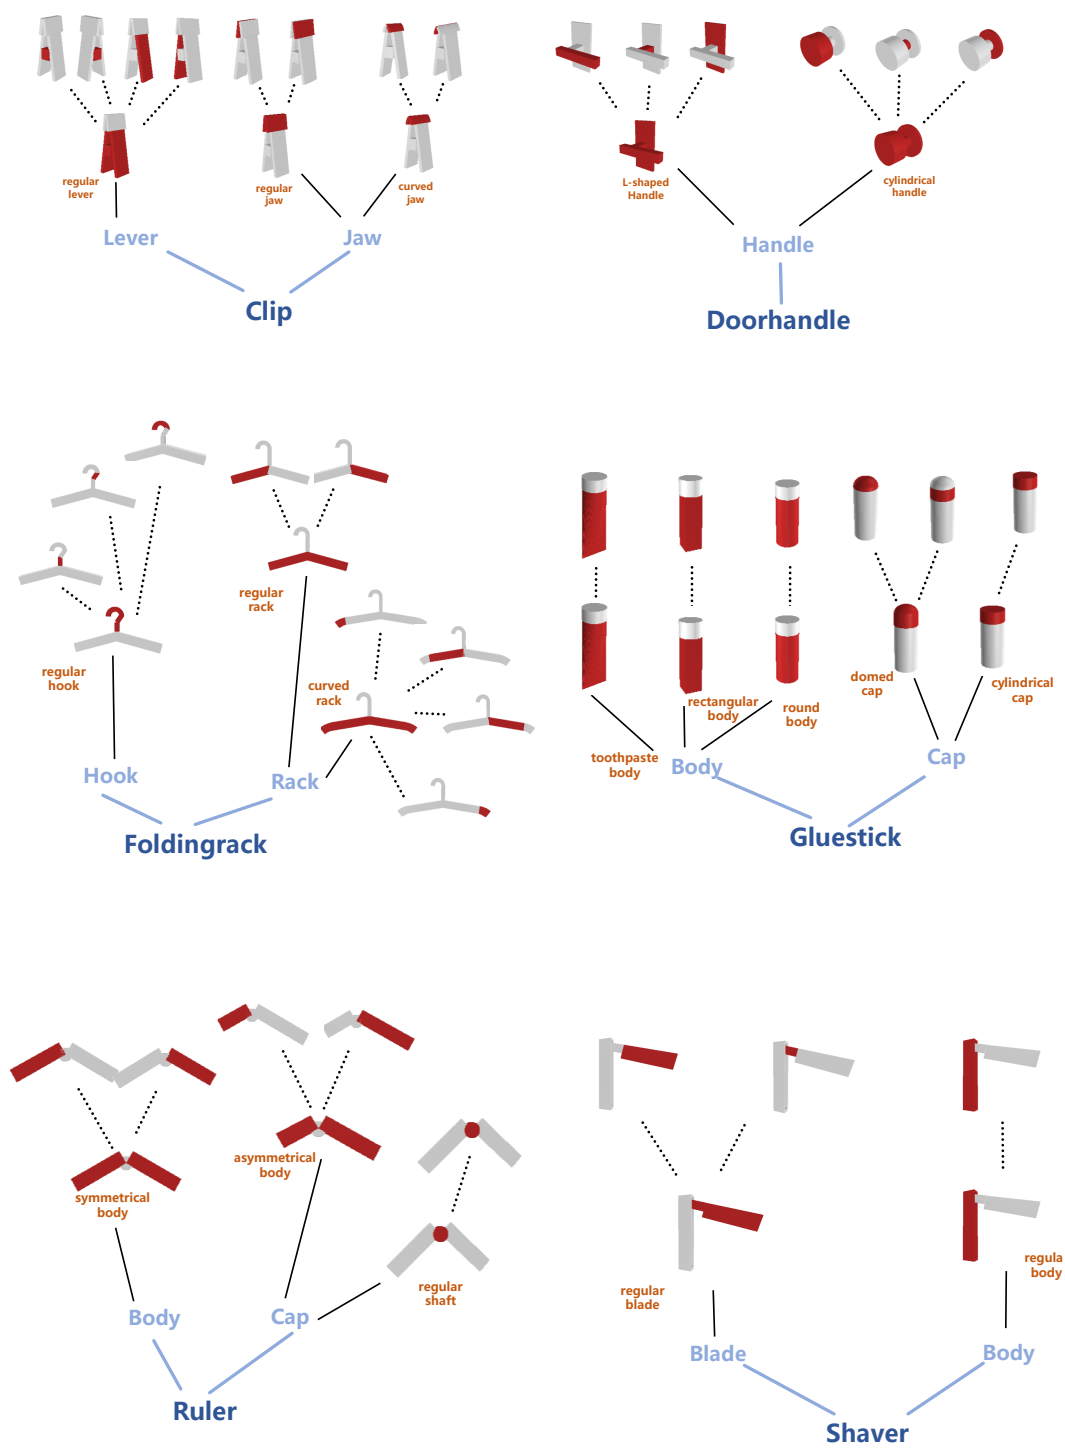 regular
lever
regular
jaw
curved
jaw
Lever
Jaw
Clip
L-shaped
Handle
cylindrical
handle
Handle
Doorhandle
regular
hook
regular
rack
curved
rack
Hook
Rack
Foldingrack
toothpaste
body
rectangular
body
round
body
domed
cap
cylindrical
cap
Body
Cap
Gluestick
symmetrical
body
asymmetrical
body
regular
shaft
Body
Cap
Ruler
regular
blade
regula
body
Blade
Body
Shaver